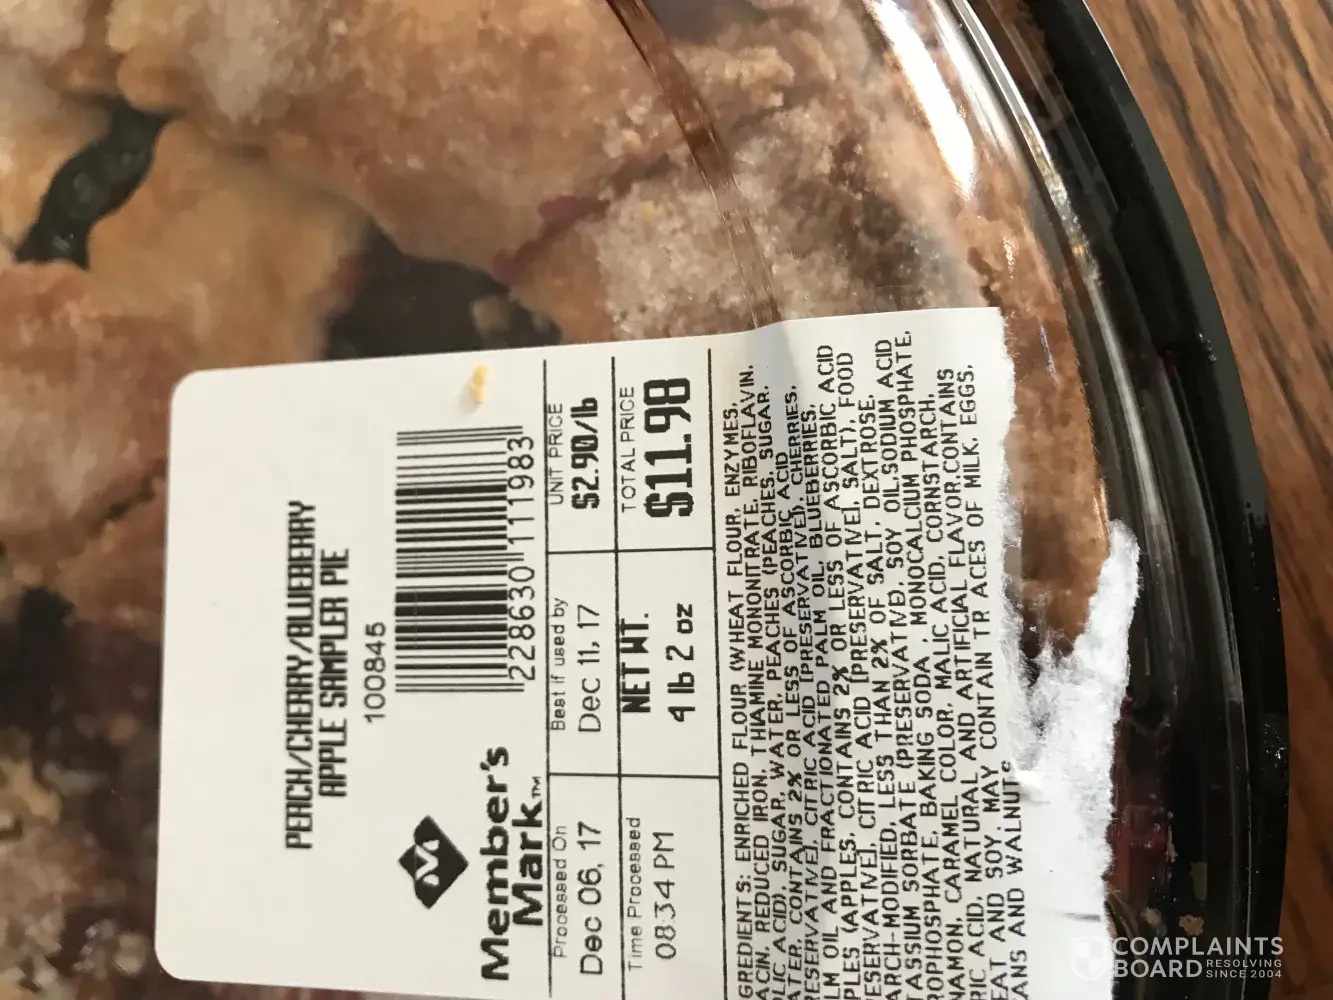 PEACH/CHERRY/BLUEBERRY
APPLE SAMPLER PIE
100845
228630 111983
Member's
Mark™
Processed On
Dec 06, 17
Best if used by
Dec 11, 17
UNIT PRICE
$2.90/lb
Time Processed
08:34 PM
NET WT.
4 lb 2 oz
TOTAL PRICE
$11.98
GREDIENTS: ENRICHED FLOUR (WHEAT FLOUR, ENZYMES,
ACIN, REDUCED IRON, THIAMINE MONONITRATE, RIBOFLAVIN,
OLIC ACID), SUGAR, WATER, PEACHES (PEACHES, SUGAR,
ATER, CONTAINS 2% OR LESS OF ASCORBIC ACID
RESERVATIVE), CITRIC ACID [PRESERVATIVE]), CHERRIES,
LM OIL AND FRACTIONATED PALM OIL, BLUEBERRIES,
PLES (APPLES, CONTAINS 2% OR LESS OF ASCORBIC ACID
ESERVATIVE], CITRIC ACID [PRESERVATIVE], SALT), FOOD
ARCH-MODIFIED, LESS THAN 2% OF SALT, DEXTROSE,
TASSIUM SORBATE (PRESERVATIVE), SOY OIL,SODIUM ACID
ROPHOSPHATE, BAKING SODA , MONOCALCIUM PHOSPHATE,
NAMON, CARAMEL COLOR, MALIC ACID, CORNSTARCH,
RIC ACID, NATURAL AND ARTIFICIAL FLAVOR.CONTAINS
EAT AND SOY, MAY CONTAIN TR ACES OF MILK, EGGS,
ANS AND WALNUTS
COMPLAINTS
BOARD RESOLVING
SINCE 2004